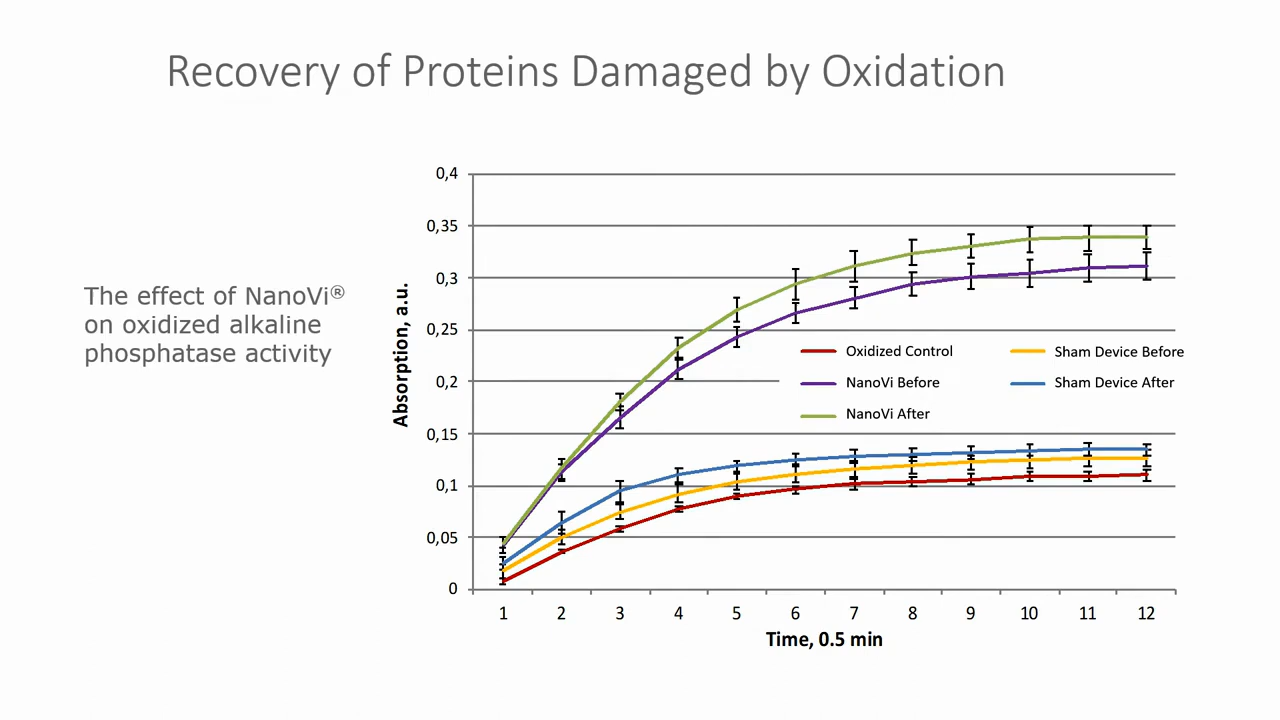 Recovery of Proteins Damaged by Oxidation
The effect of NanoVi®
on oxidized alkaline
phosphatase activity
Absorption, a.u.
0,4
0,35
0,3
0,25
0,2
0,15
0,1
0,05
0
Oxidized Control
NanoVi Before
NanoVi After
Sham Device Before
Sham Device After
1 2 3 4 5 6 7 8 9 10 11 12
Time, 0.5 min